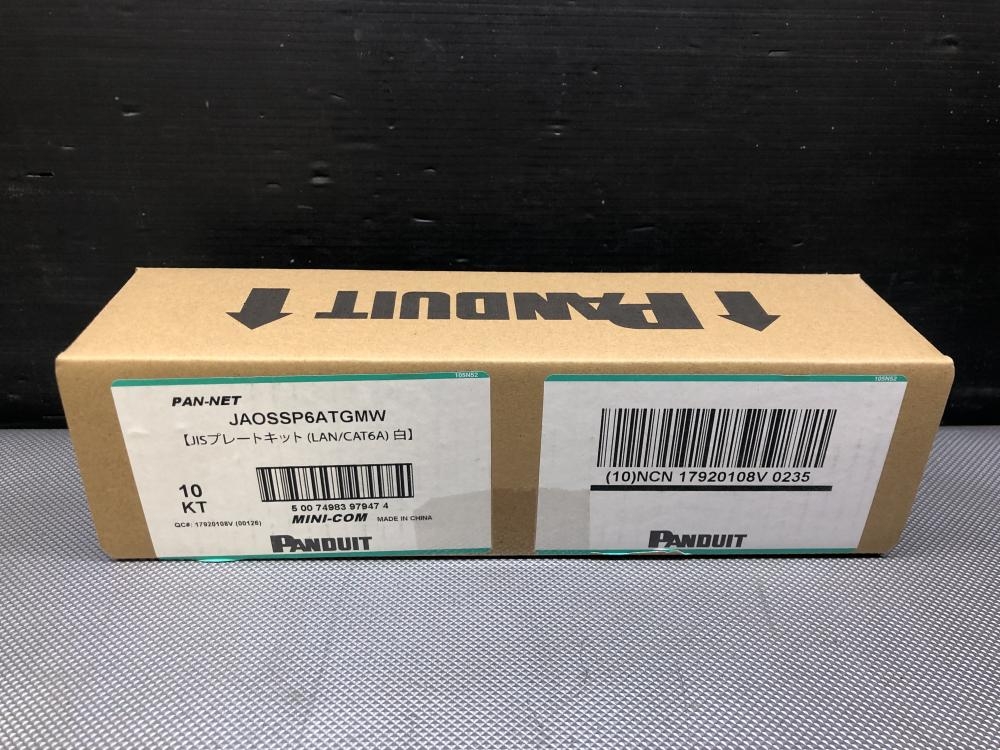 PANDUIT
105N52
PAN-NET
JAOSSP6ATGMW
【JISプレートキット (LAN/CAT6A) 白】
10
KT
5 00 74983 97947 4
MINI-COM MADE IN CHINA
QC#: 17920108V (00126)
PANDUIT
105N52
(10)NCN 17920108V 0235
PANDUIT